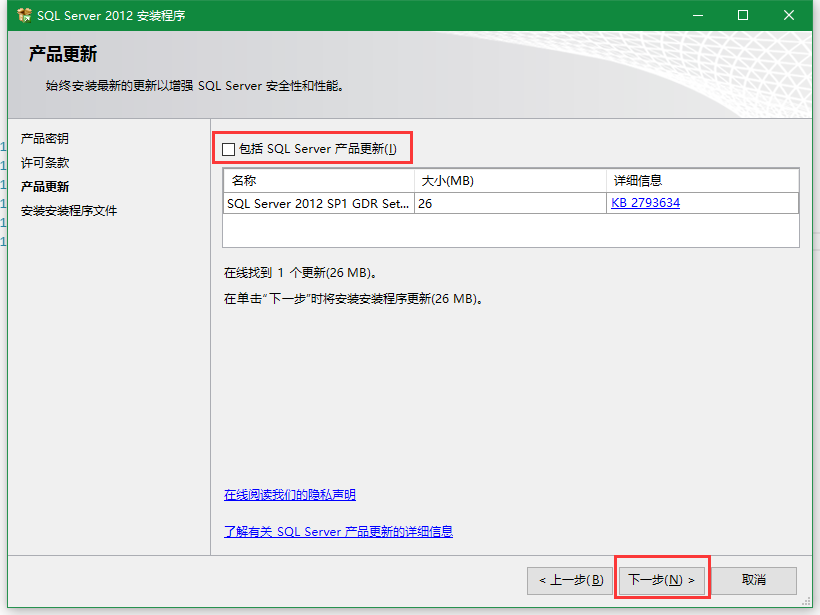 SQL Server 2012 安装程序
产品更新
始终安装最新的更新以增强 SQL Server 安全性和性能。
产品密钥
许可条款
产品更新
安装安装程序文件
包括 SQL Server 产品更新(I)
名称 大小(MB) 详细信息
SQL Server 2012 SP1 GDR Set... 26 KB 2793634
在线找到 1 个更新(26 MB)。
在单击“下一步”时将安装安装程序更新(26 MB)。
在线阅读我们的隐私声明
了解有关 SQL Server 产品更新的详细信息
< 上一步(B) 下一步(N) > 取消
1
1
1
1
1
1